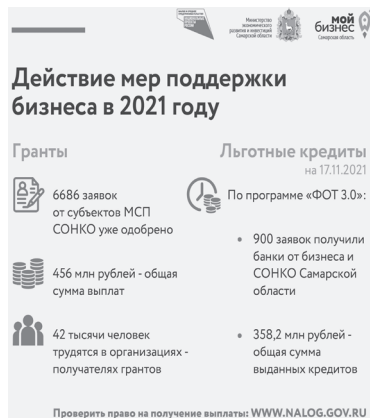 Министерство
экономического
развития и инвестиций
Самарской области
мой
бизнес
Самарская область
Действие мер поддержки
бизнеса в 2021 году
Гранты
6686 заявок
от субъектов МСП
СОНКО уже одобрено
456 млн рублей - общая
сумма выплат
42 тысячи человек
трудятся в организациях -
получателях грантов
Льготные кредиты
на 17.11.2021
По программе «ФОТ 3.0»:
• 900 заявок получили
банки от бизнеса и
СОНКО Самарской
области
• 358,2 млн рублей -
общая сумма
выданных кредитов
Проверить право на получение выплаты: WWW.NALOG.GOV.RU